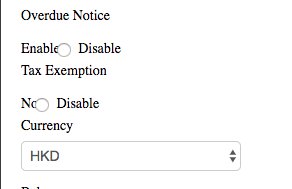 Overdue Notice
Enable Disable
Tax Exemption
No Disable
Currency
HKD